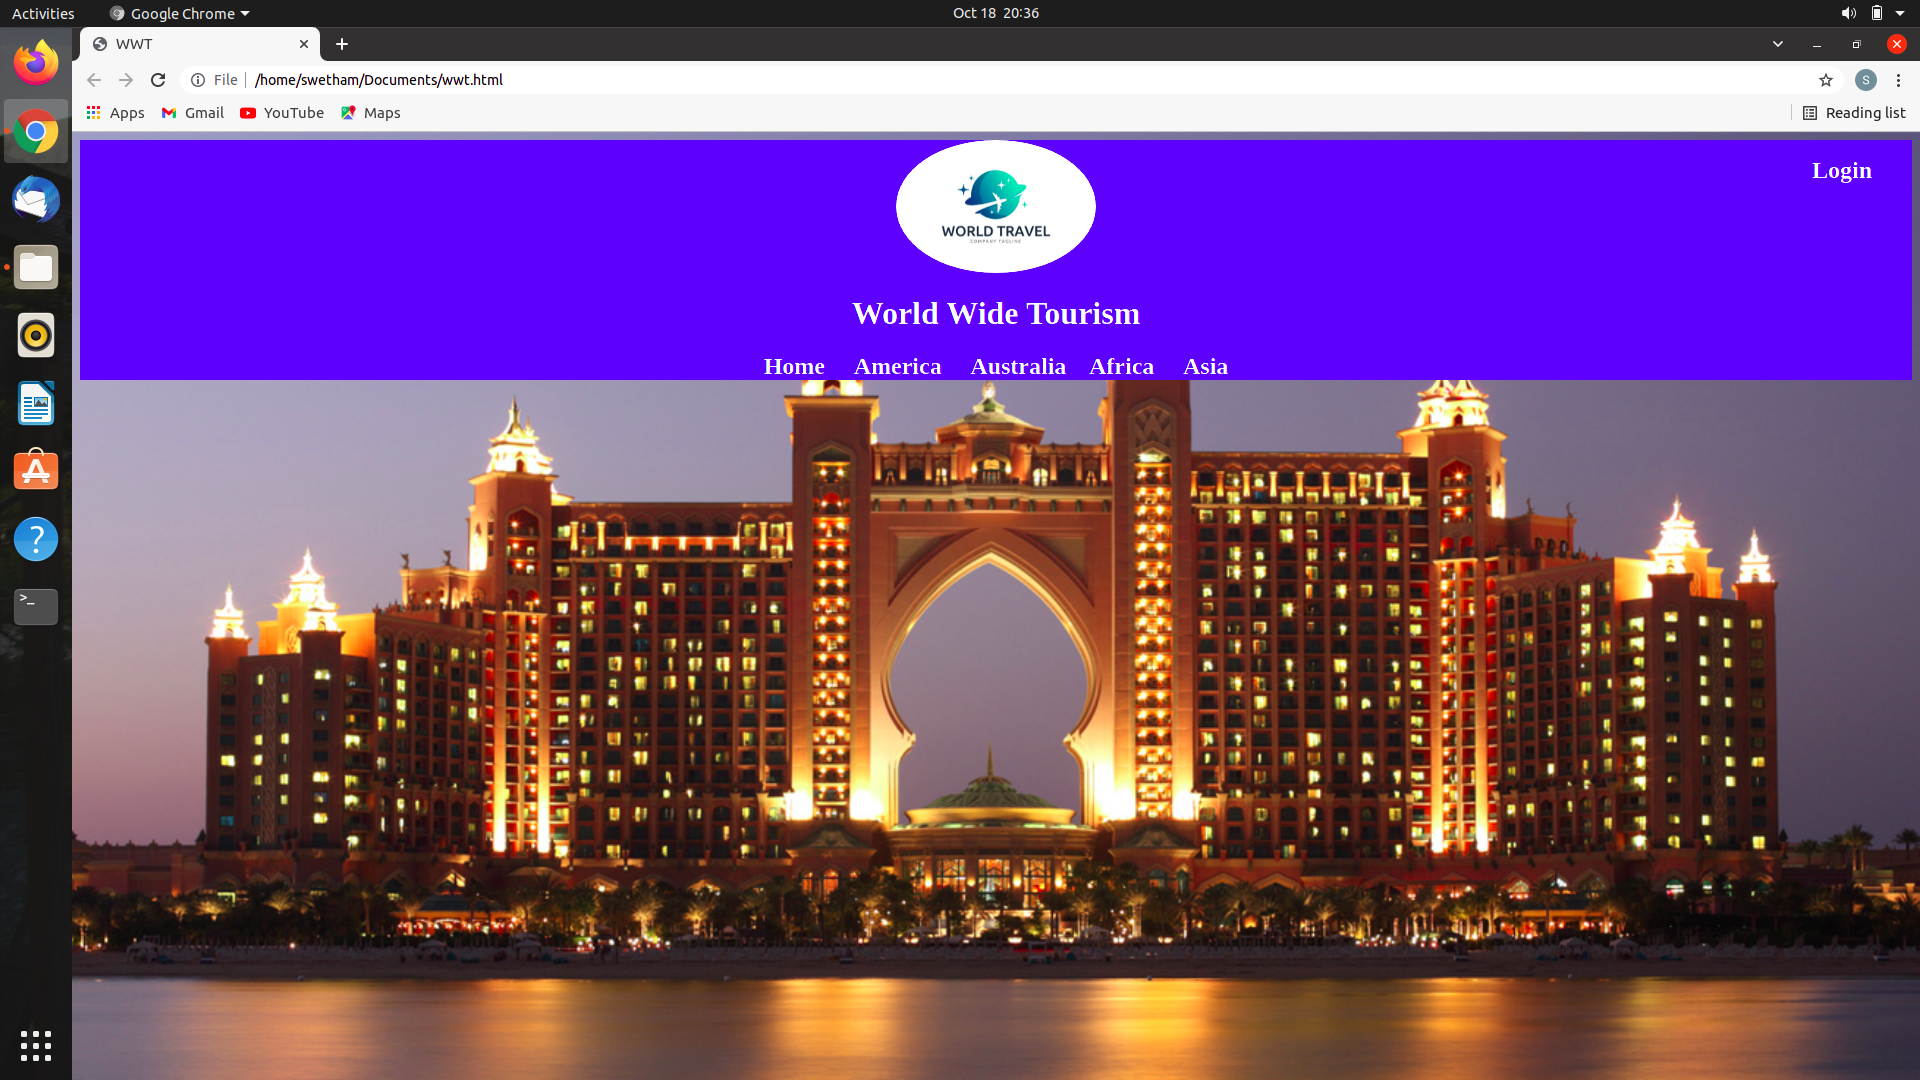 Activities
Google Chrome
Oct 18 20:36
WWT
File
/home/swetham/Documents/wwt.html
S
Apps
Gmail
YouTube
Maps
Reading list
WORLD TRAVEL
COMPANY TAGLINE
Login
World Wide Tourism
Home America Australia Africa Asia